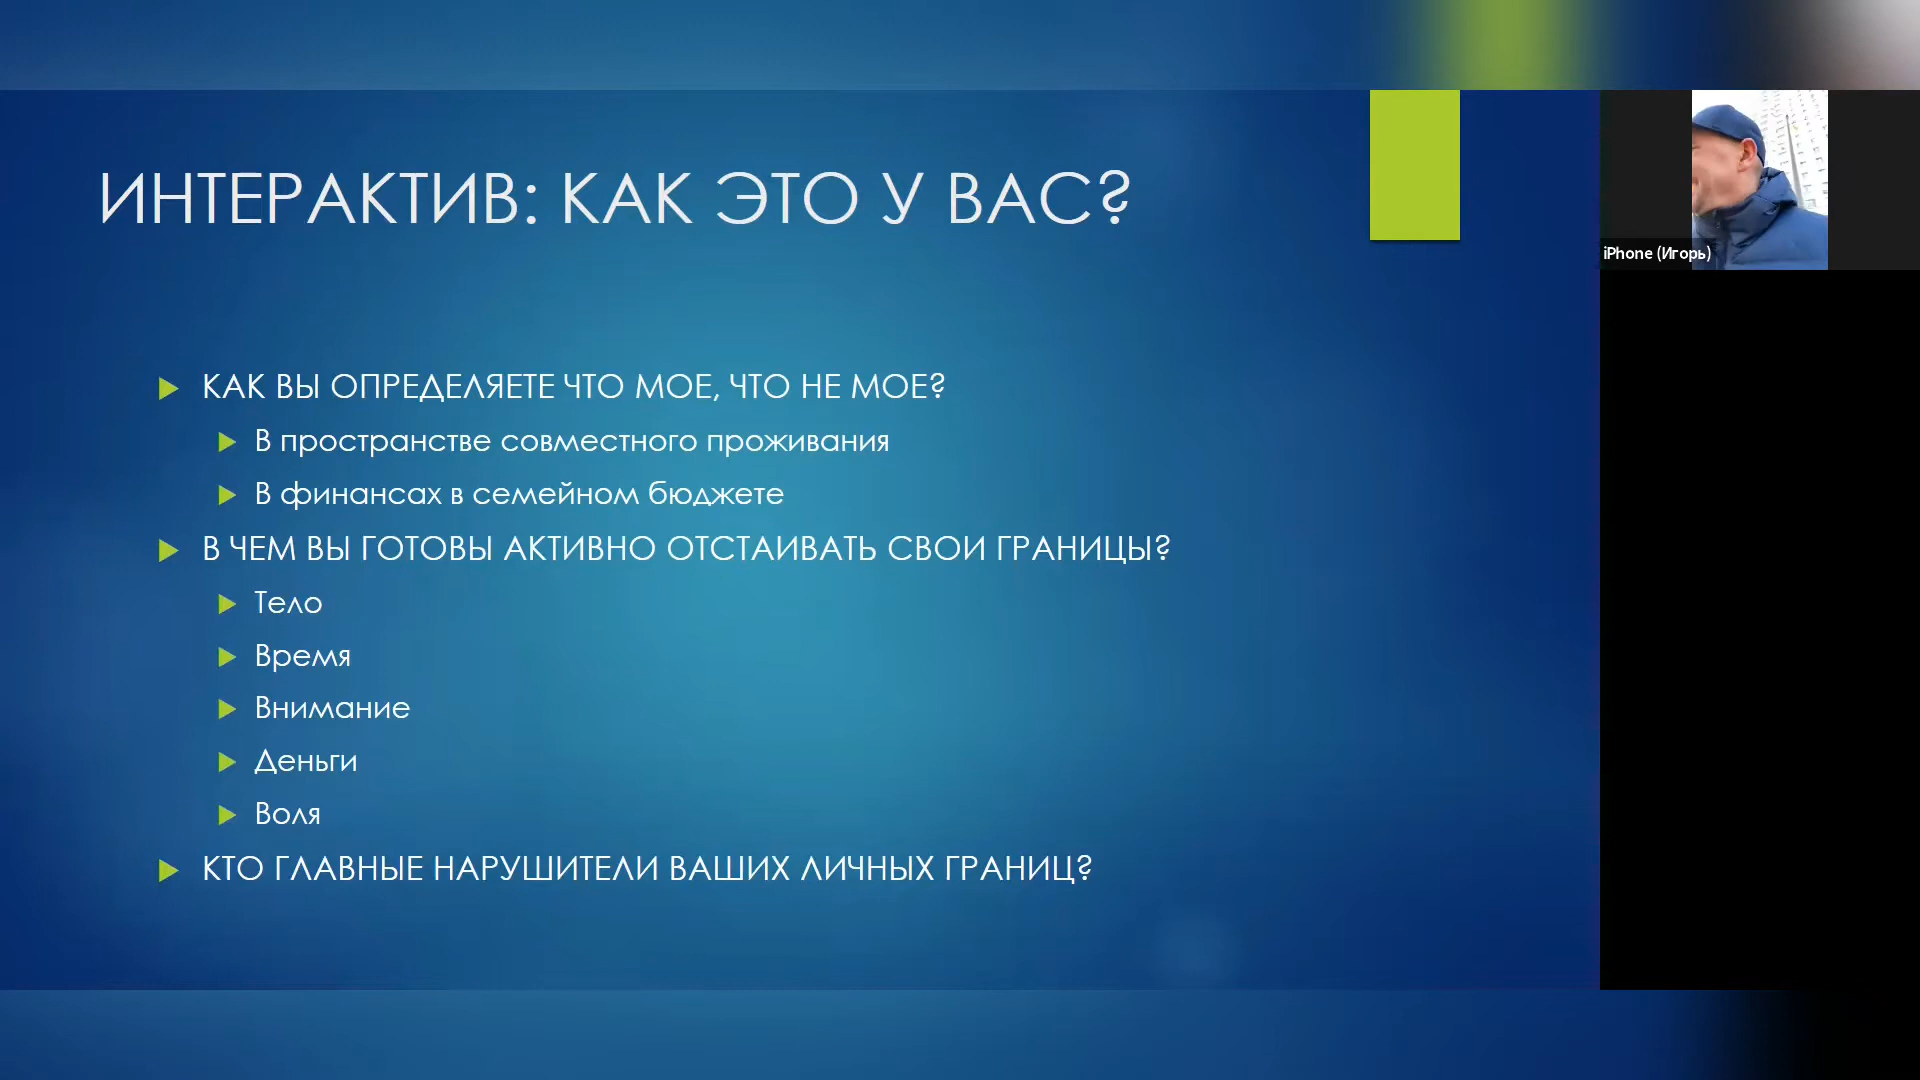 ИНТЕРАКТИВ: КАК ЭТО У ВАС?
КАК ВЫ ОПРЕДЕЛЯЕТЕ ЧТО МОЕ, ЧТО НЕ МОЕ?
В пространстве совместного проживания
В финансах в семейном бюджете
В ЧЕМ ВЫ ГОТОВЫ АКТИВНО ОТСТАИВАТЬ СВОИ ГРАНИЦЫ?
Тело
Время
Внимание
Деньги
Воля
КТО ГЛАВНЫЕ НАРУШИТЕЛИ ВАШИХ ЛИЧНЫХ ГРАНИЦ?
iPhone (Игорь)